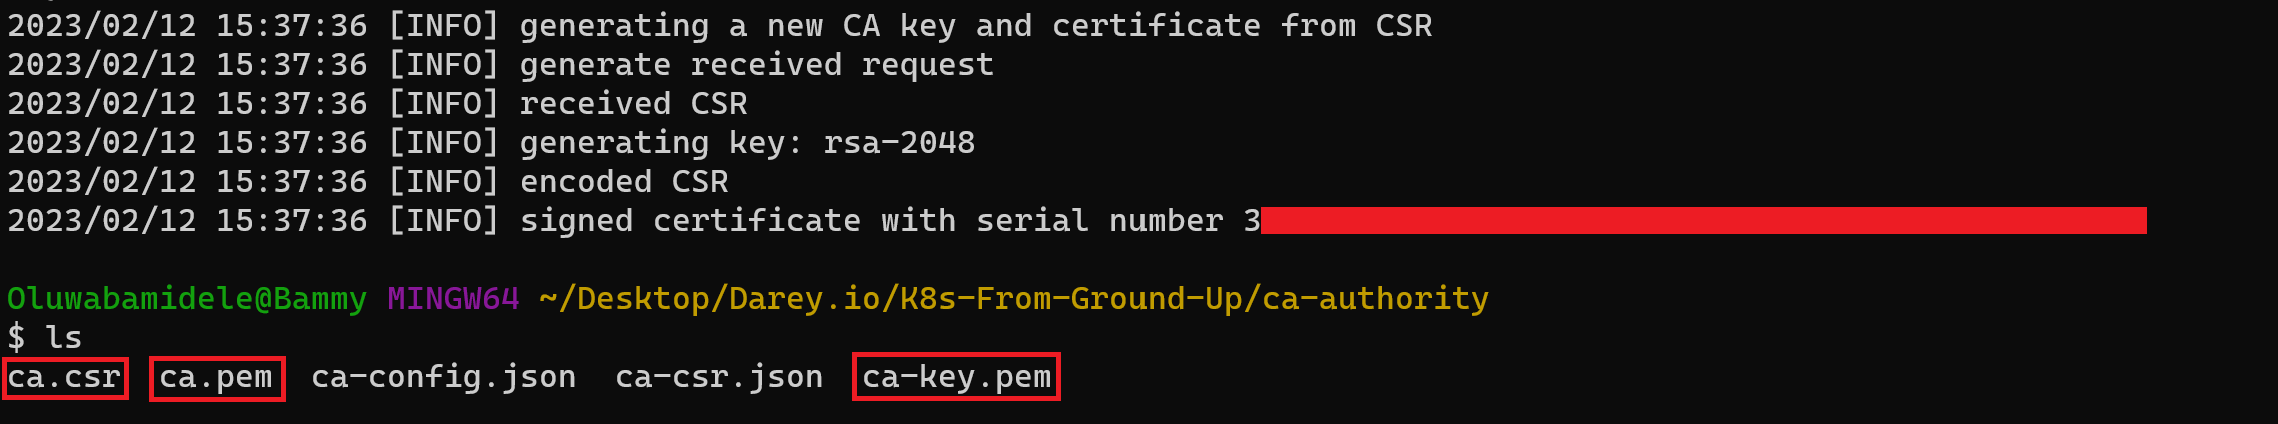 2023/02/12 15:37:36 [INFO] generating a new CA key and certificate from CSR
2023/02/12 15:37:36 [INFO] generate received request
2023/02/12 15:37:36 [INFO] received CSR
2023/02/12 15:37:36 [INFO] generating key: rsa-2048
2023/02/12 15:37:36 [INFO] encoded CSR
2023/02/12 15:37:36 [INFO] signed certificate with serial number 3
Oluwabamidele@Bammy MINGW64 ~/Desktop/Darey.io/K8s-From-Ground-Up/ca-authority
$ ls
ca.csr  ca.pem  ca-config.json  ca-csr.json  ca-key.pem